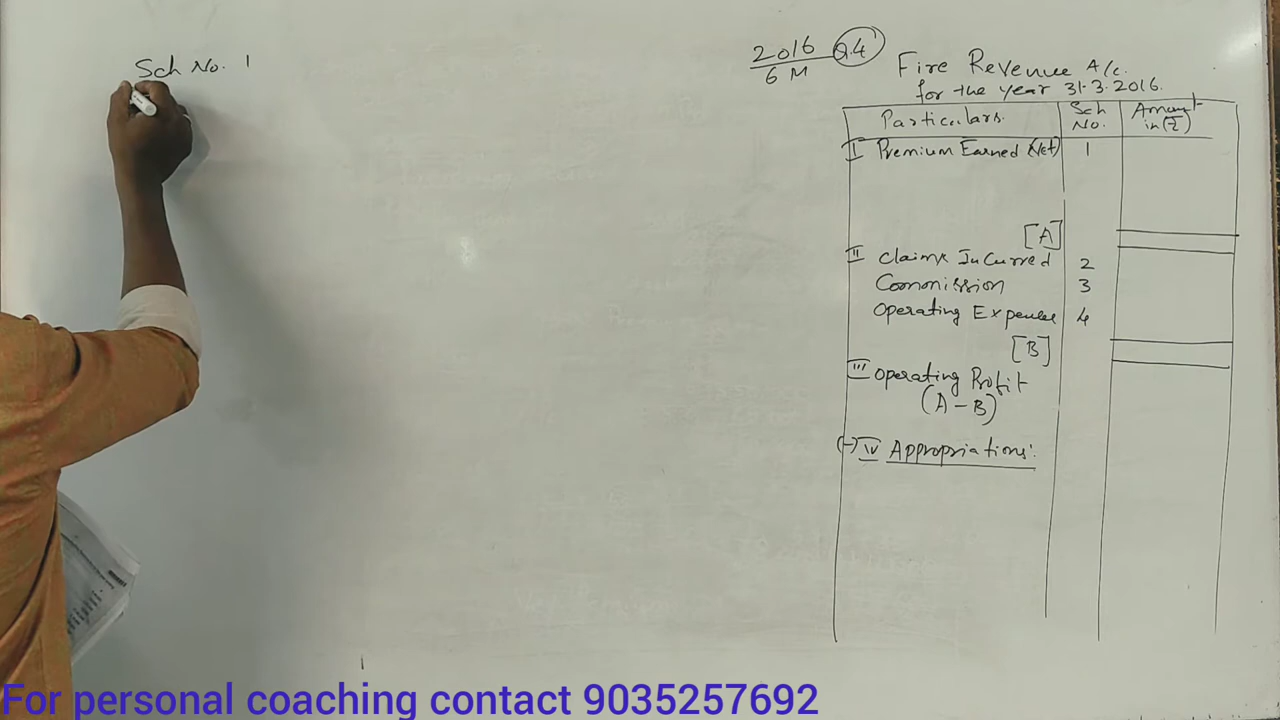 Sch No. 1
2016 Q.4
6 M
Fire Revenue A/c.
for the year 31.3.2016.
Particulars. Sch No. Amount in (₹)
I Premium Earned (Net) 1
[A]
II Claims Incurred 2
Commission 3
Operating Expenses 4
[B]
III Operating Profit
(A-B)
(-) IV Appropriations:
For personal coaching contact 9035257692